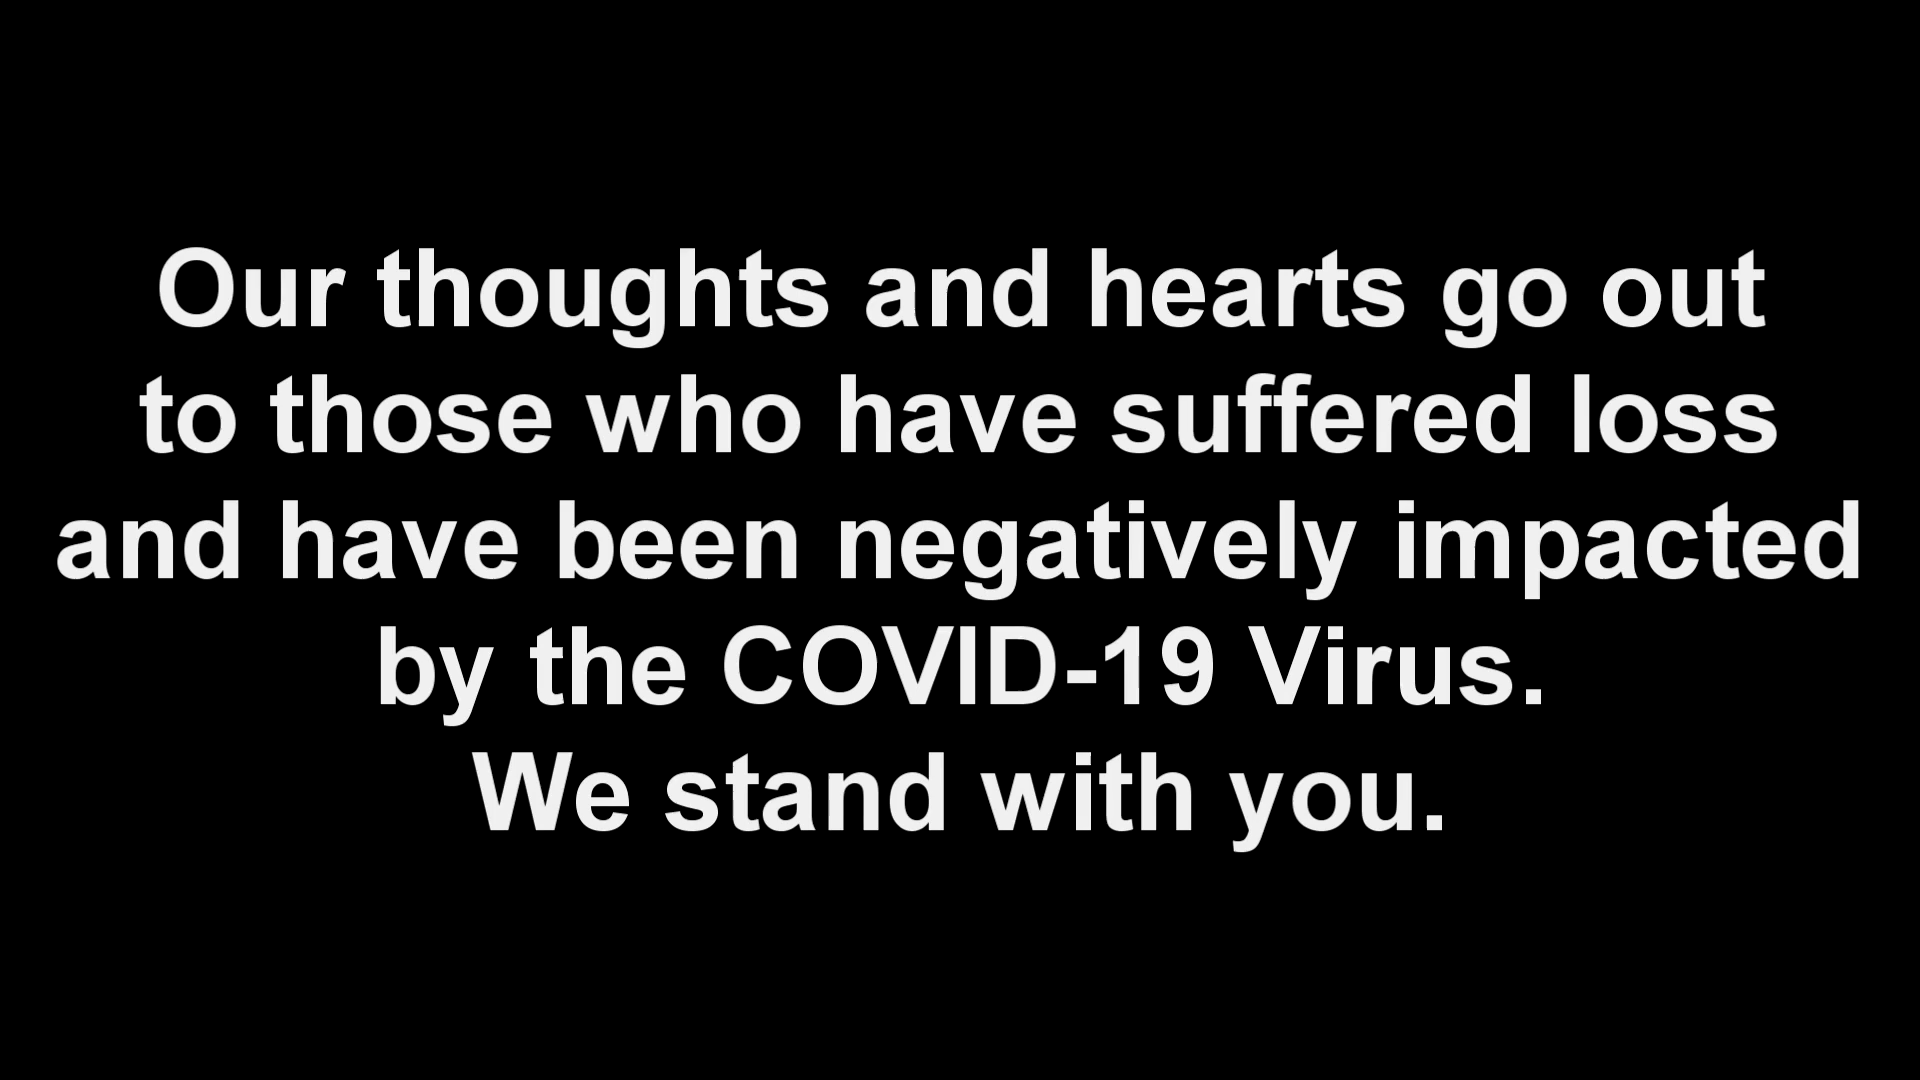 Our thoughts and hearts go out
to those who have suffered loss
and have been negatively impacted
by the COVID-19 Virus.
We stand with you.